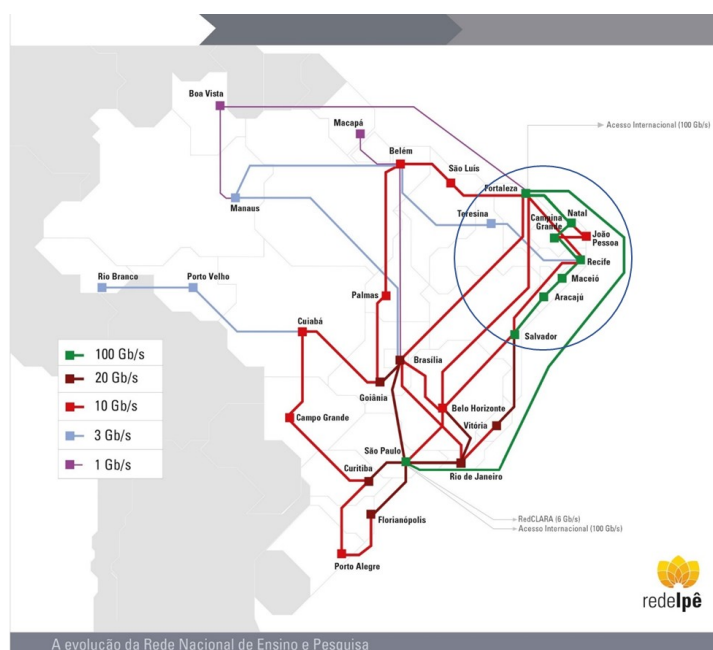 Boa Vista
Macapá
Acesso Internacional (100 Gb/s)
Belém
São Luís
Fortaleza
Manaus
Teresina
Natal
Campina
Grande
João
Pessoa
Recife
Rio Branco
Porto Velho
Maceió
Palmas
Aracajú
Cuiabá
Salvador
100 Gb/s
20 Gb/s
10 Gb/s
3 Gb/s
1 Gb/s
Brasília
Goiânia
Campo Grande
Belo Horizonte
Vitória
São Paulo
Curitiba
Rio de Janeiro
Florianópolis
RedCLARA (6 Gb/s)
Acesso Internacional (100 Gb/s)
Porto Alegre
redeIpê
A evolução da Rede Nacional de Ensino e Pesquisa